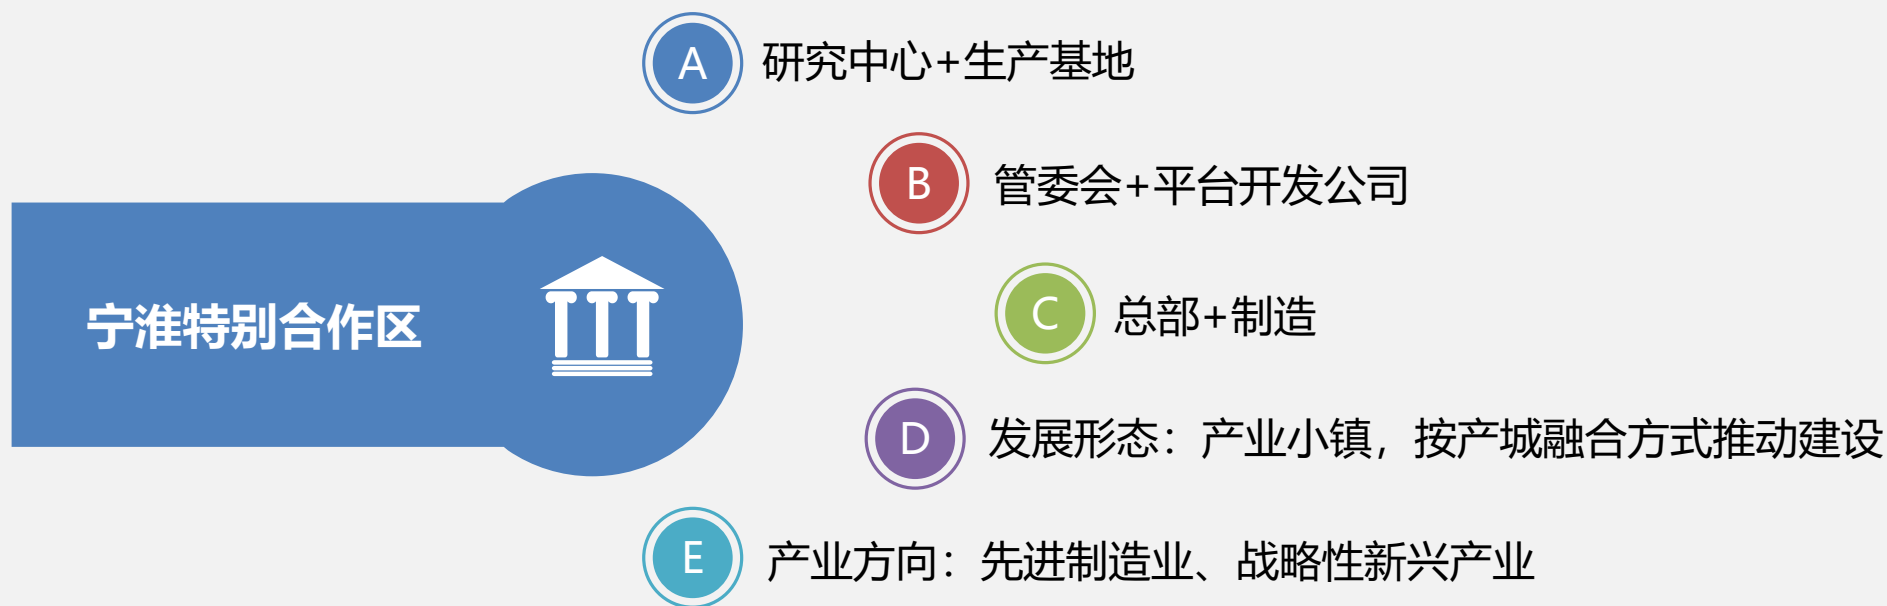 A
研究中心+生产基地
B
管委会+平台开发公司
宁淮特别合作区
C
总部+制造
D
发展形态：产业小镇，按产城融合方式推动建设
E
产业方向：先进制造业、战略性新兴产业